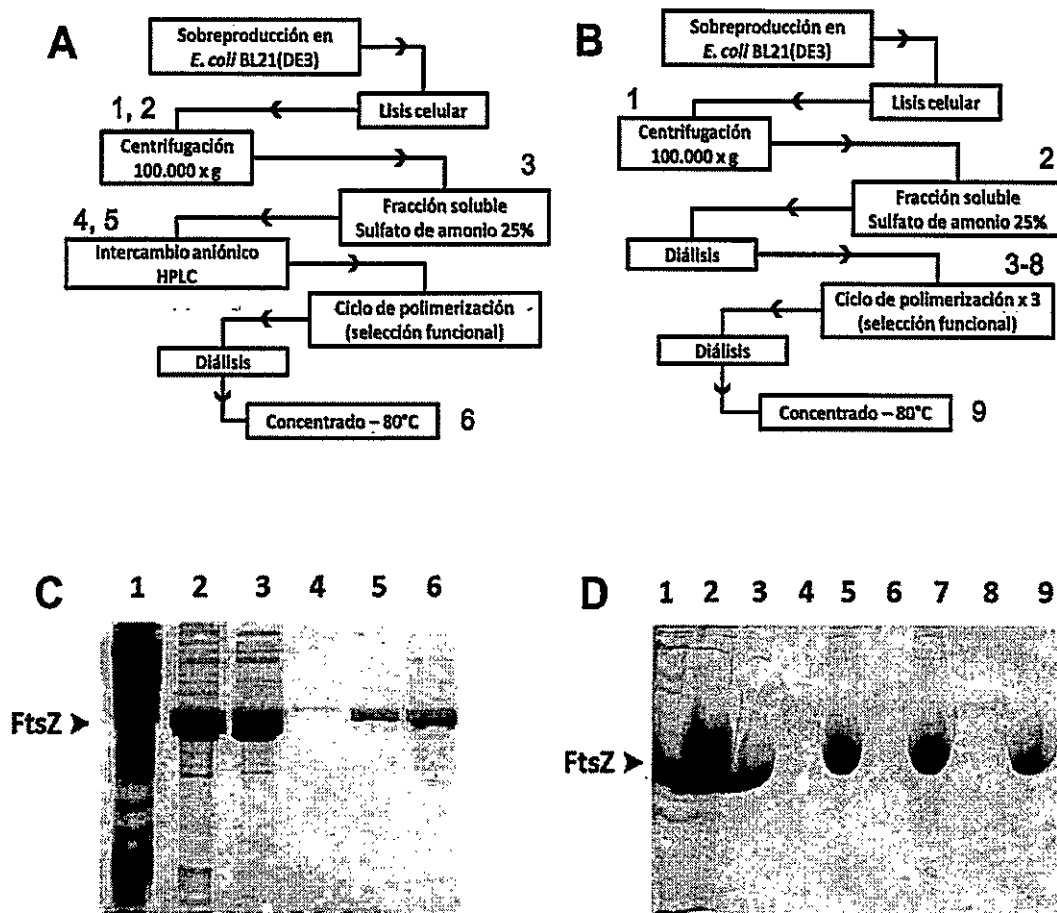 A
Sobreproducción en
E. coli BL21(DE3)
Lisis celular
1, 2
Centrifugación
100.000 x g
3
Fracción soluble
Sulfato de amonio 25%
4, 5
Intercambio aniónico
HPLC
Ciclo de polimerización
(selección funcional)
Diálisis
Concentrado – 80°C
6
B
Sobreproducción en
E. coli BL21(DE3)
Lisis celular
1
Centrifugación
100.000 x g
2
Fracción soluble
Sulfato de amonio 25%
Diálisis
3-8
Ciclo de polimerización x 3
(selección funcional)
Diálisis
Concentrado – 80°C
9
C
1 2 3 4 5 6
FtsZ
D
1 2 3 4 5 6 7 8 9
FtsZ